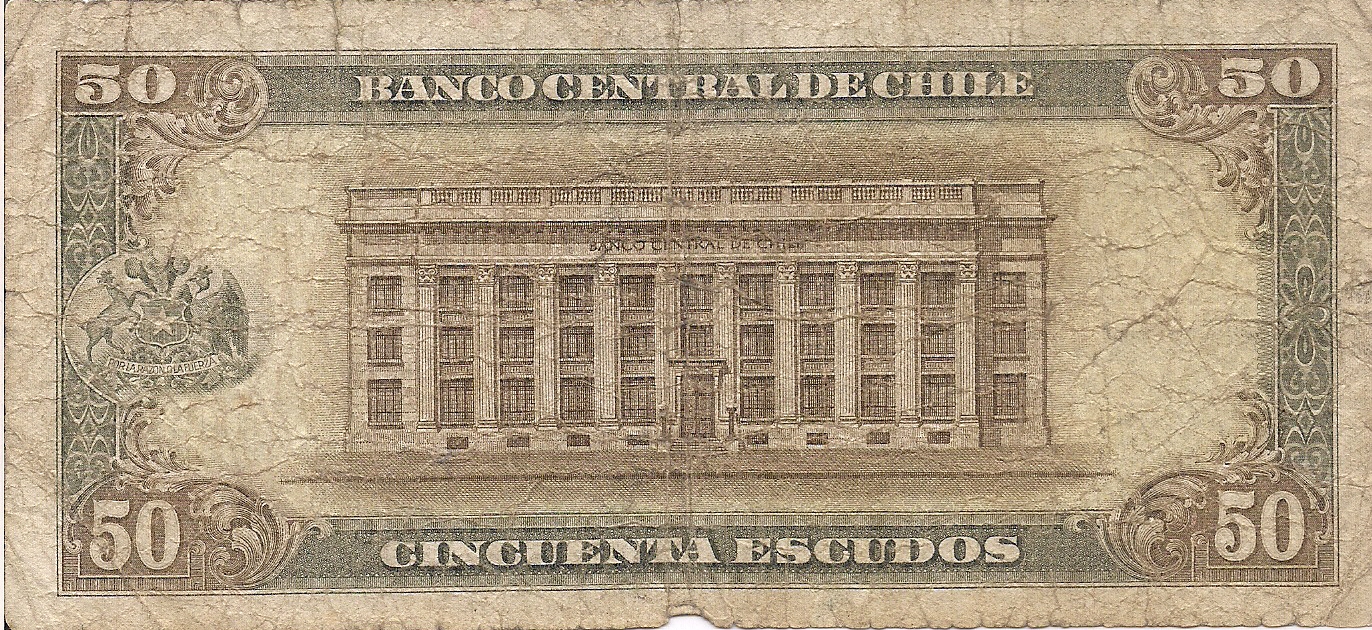 50 BANCO CENTRAL DE CHILE 50
BANCO CENTRAL DE CHILE
POR LA RAZON O LA FUERZA
50 CINCUENTA ESCUDOS 50